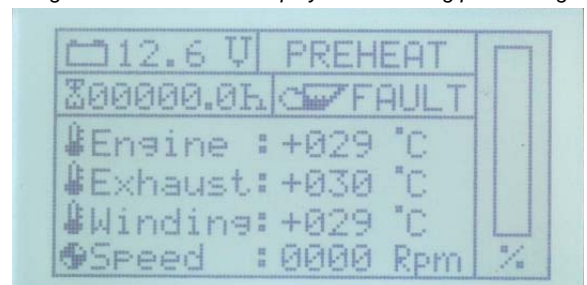 12.6 V PREHEAT
00000.0h FAULT
Engine : +029 °C
Exhaust: +030 °C
Winding: +029 °C
Speed : 0000 Rpm %